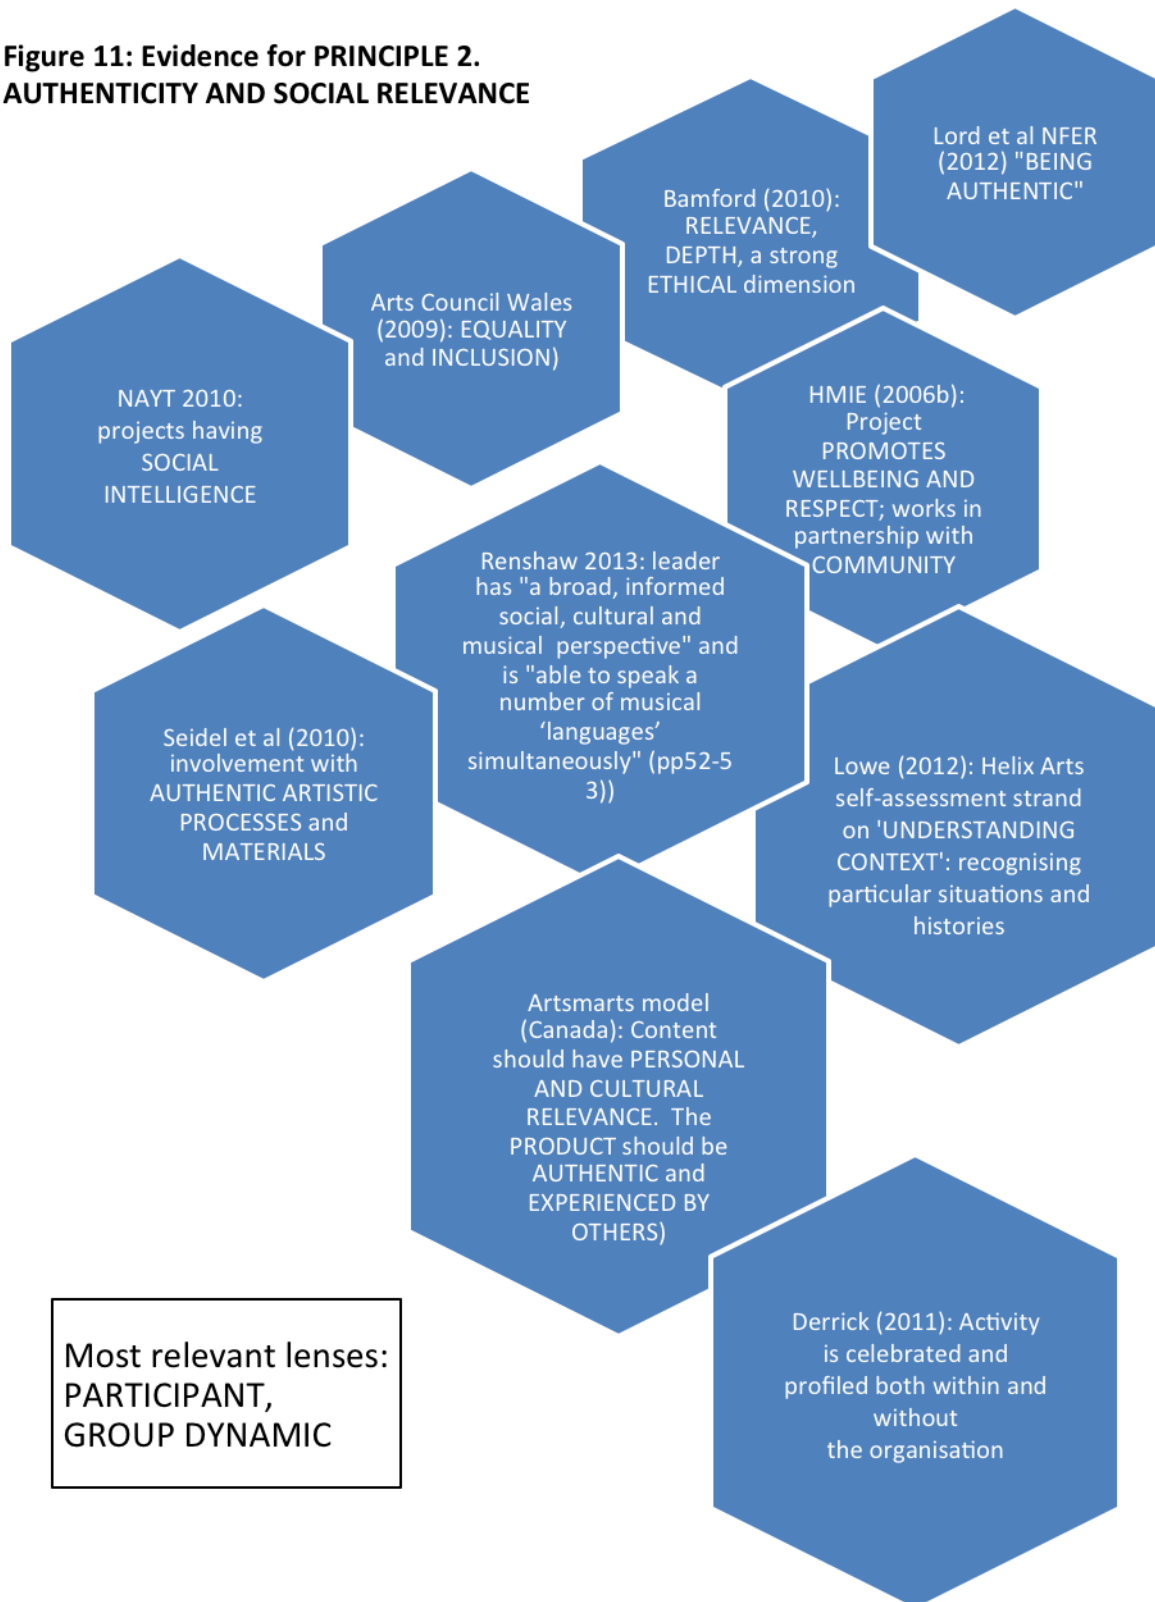 Figure 11: Evidence for PRINCIPLE 2.
AUTHENTICITY AND SOCIAL RELEVANCE
Lord et al NFER
(2012) "BEING
AUTHENTIC"
Bamford (2010):
RELEVANCE,
DEPTH, a strong
ETHICAL dimension
Arts Council Wales
(2009): EQUALITY
and INCLUSION)
NAYT 2010:
projects having
SOCIAL
INTELLIGENCE
HMIE (2006b):
Project
PROMOTES
WELLBEING AND
RESPECT; works in
partnership with
COMMUNITY
Renshaw 2013: leader
has "a broad, informed
social, cultural and
musical  perspective" and
is "able to speak a
number of musical
‘languages’
simultaneously" (pp52-5
3))
Seidel et al (2010):
involvement with
AUTHENTIC ARTISTIC
PROCESSES and
MATERIALS
Lowe (2012): Helix Arts
self-assessment strand
on 'UNDERSTANDING
CONTEXT': recognising
particular situations and
histories
Artsmarts model
(Canada): Content
should have PERSONAL
AND CULTURAL
RELEVANCE.  The
PRODUCT should be
AUTHENTIC and
EXPERIENCED BY
OTHERS)
Derrick (2011): Activity
is celebrated and
profiled both within and
without
the organisation
Most relevant lenses:
PARTICIPANT,
GROUP DYNAMIC